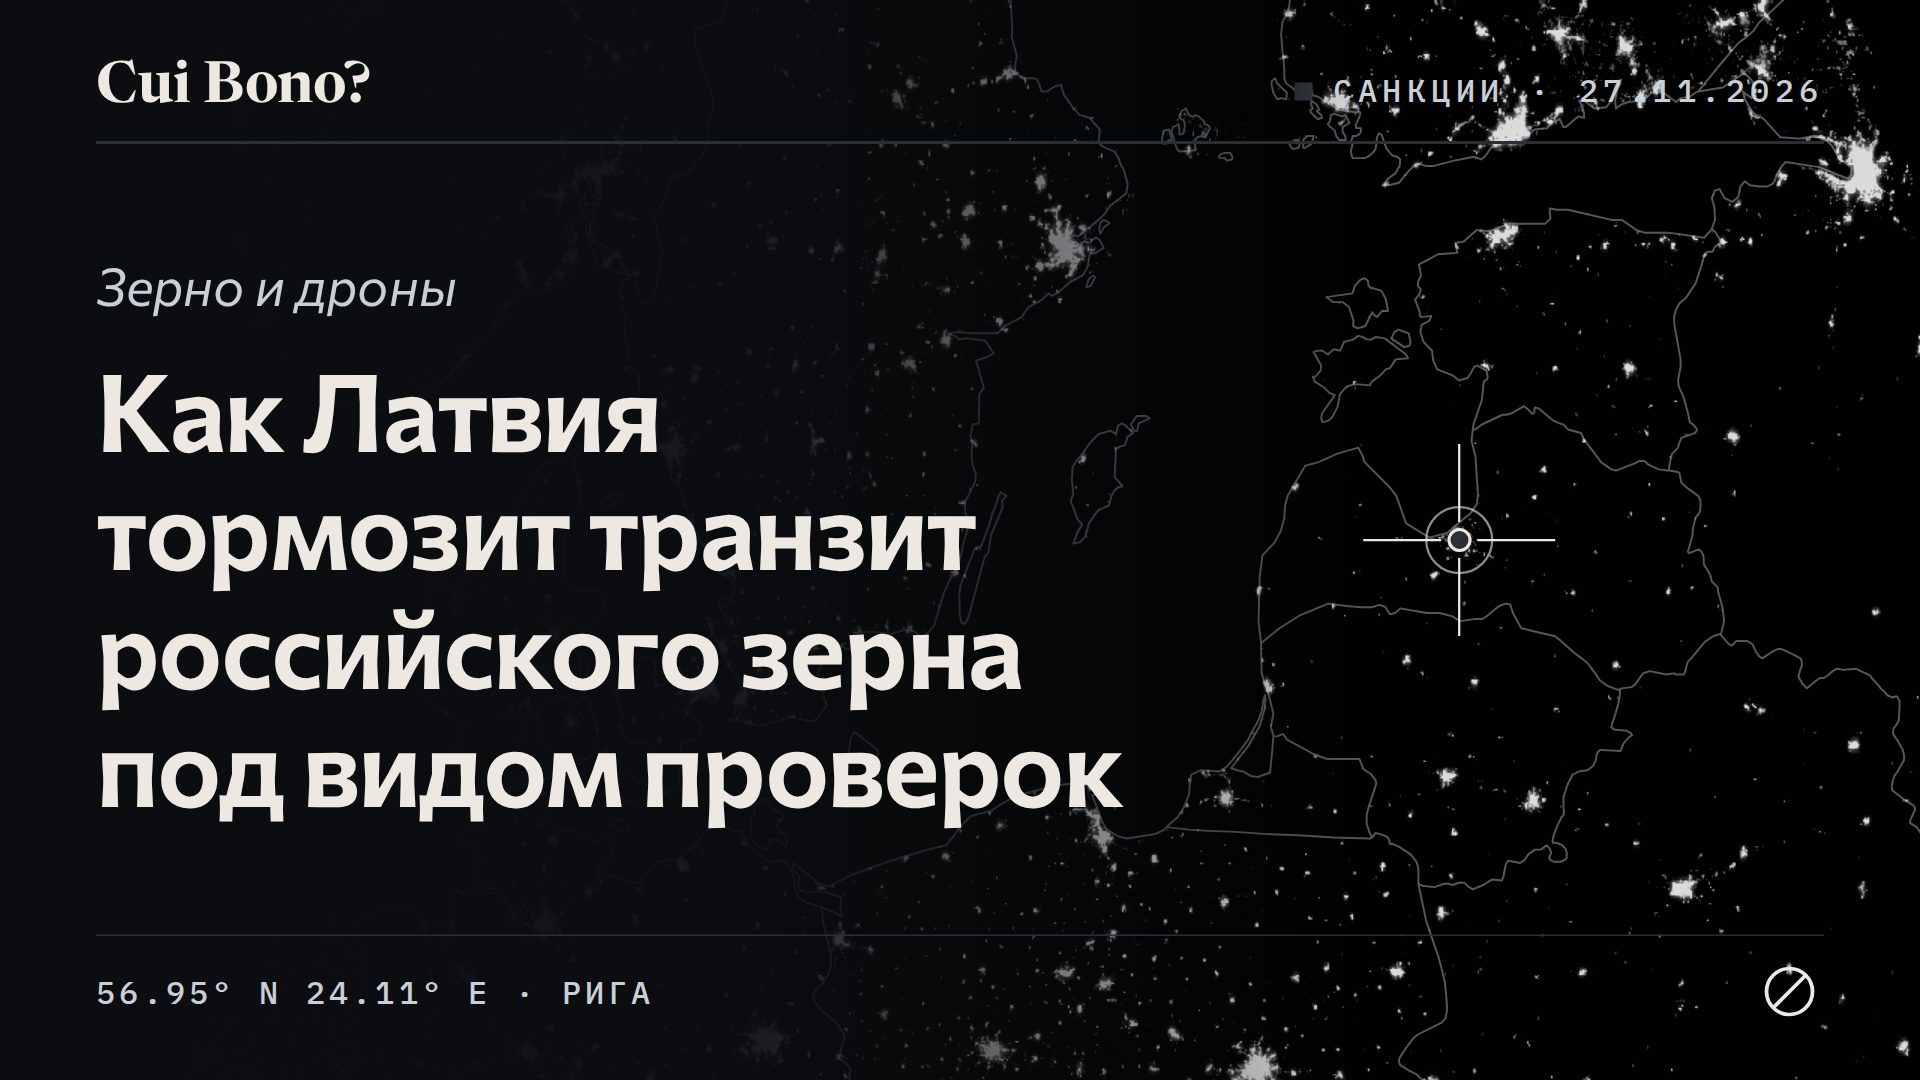 Cui Bono?
САНКЦИИ · 27.11.2026
Зерно и дроны
Как Латвия
тормозит транзит
российского зерна
под видом проверок
56.95° N 24.11° E · РИГА